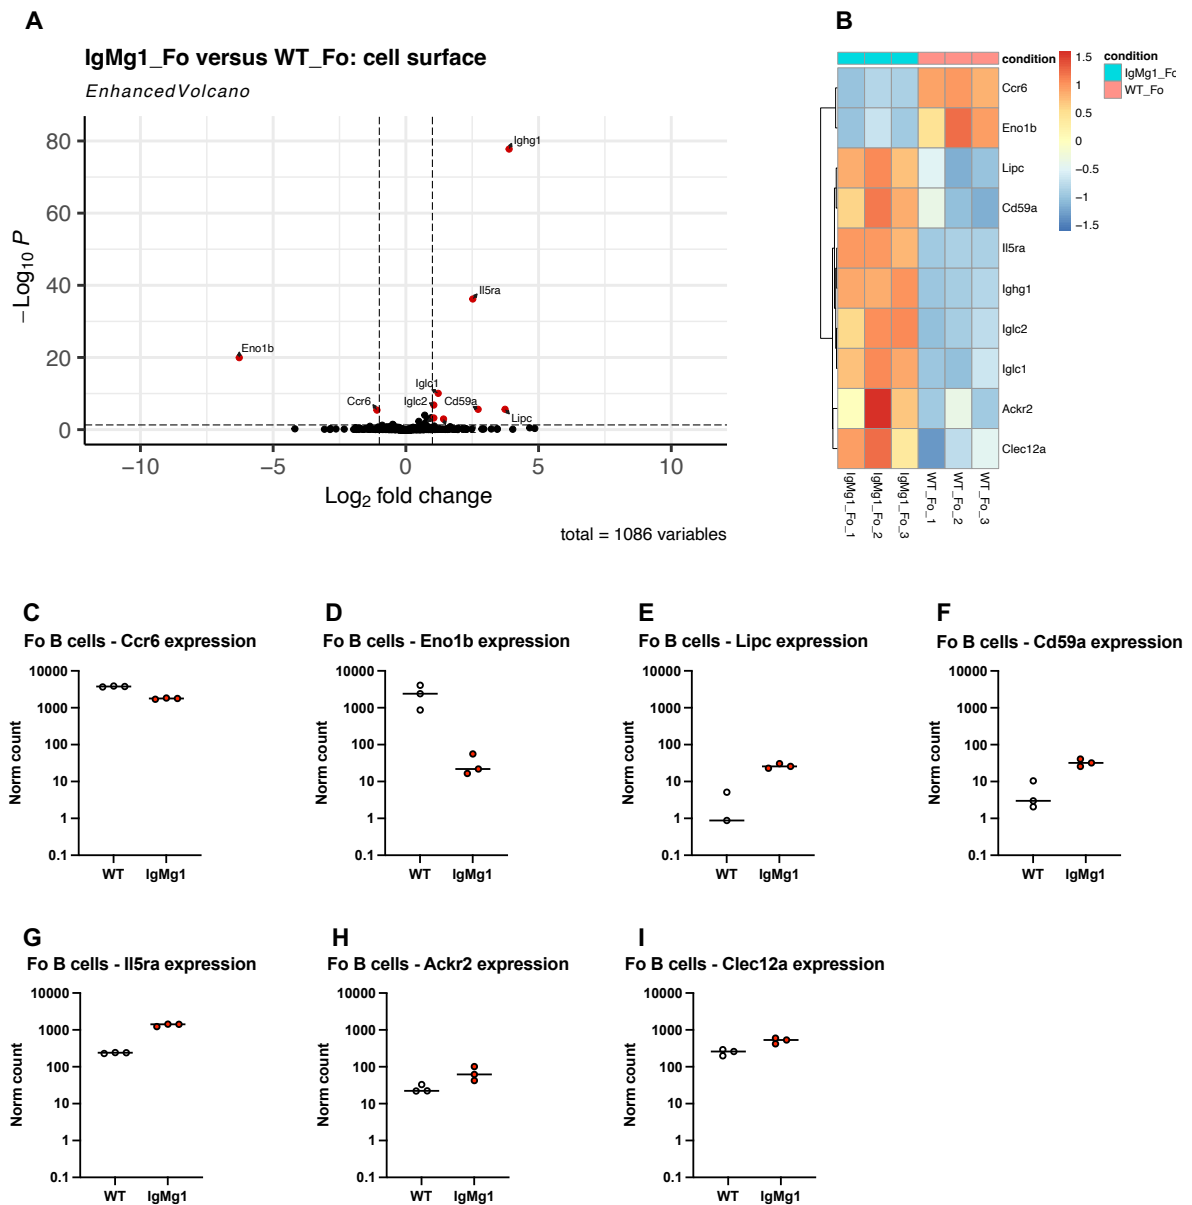 A
IgMg1_Fo versus WT_Fo: cell surface
EnhancedVolcano
80
60
40
20
0
−Log10 P
Ighg1
Il5ra
Eno1b
Iglc1
Ccr6
Iglc2
Cd59a
Lipc
−10
−5
0
5
10
Log2 fold change
total = 1086 variables
B
condition
Ccr6
Eno1b
Lipc
Cd59a
Il5ra
Ighg1
Iglc2
Iglc1
Ackr2
Clec12a
IgMg1_Fo_1
IgMg1_Fo_2
IgMg1_Fo_3
WT_Fo_1
WT_Fo_2
WT_Fo_3
1.5
1
0.5
0
−0.5
−1
−1.5
condition
IgMg1_Fc
WT_Fo
C
Fo B cells - Ccr6 expression
10000
1000
100
10
1
0.1
Norm count
WT
IgMg1
D
Fo B cells - Eno1b expression
10000
1000
100
10
1
0.1
Norm count
WT
IgMg1
E
Fo B cells - Lipc expression
10000
1000
100
10
1
0.1
Norm count
WT
IgMg1
F
Fo B cells - Cd59a expression
10000
1000
100
10
1
0.1
Norm count
WT
IgMg1
G
Fo B cells - Il5ra expression
10000
1000
100
10
1
0.1
Norm count
WT
IgMg1
H
Fo B cells - Ackr2 expression
10000
1000
100
10
1
0.1
Norm count
WT
IgMg1
I
Fo B cells - Clec12a expression
10000
1000
100
10
1
0.1
Norm count
WT
IgMg1